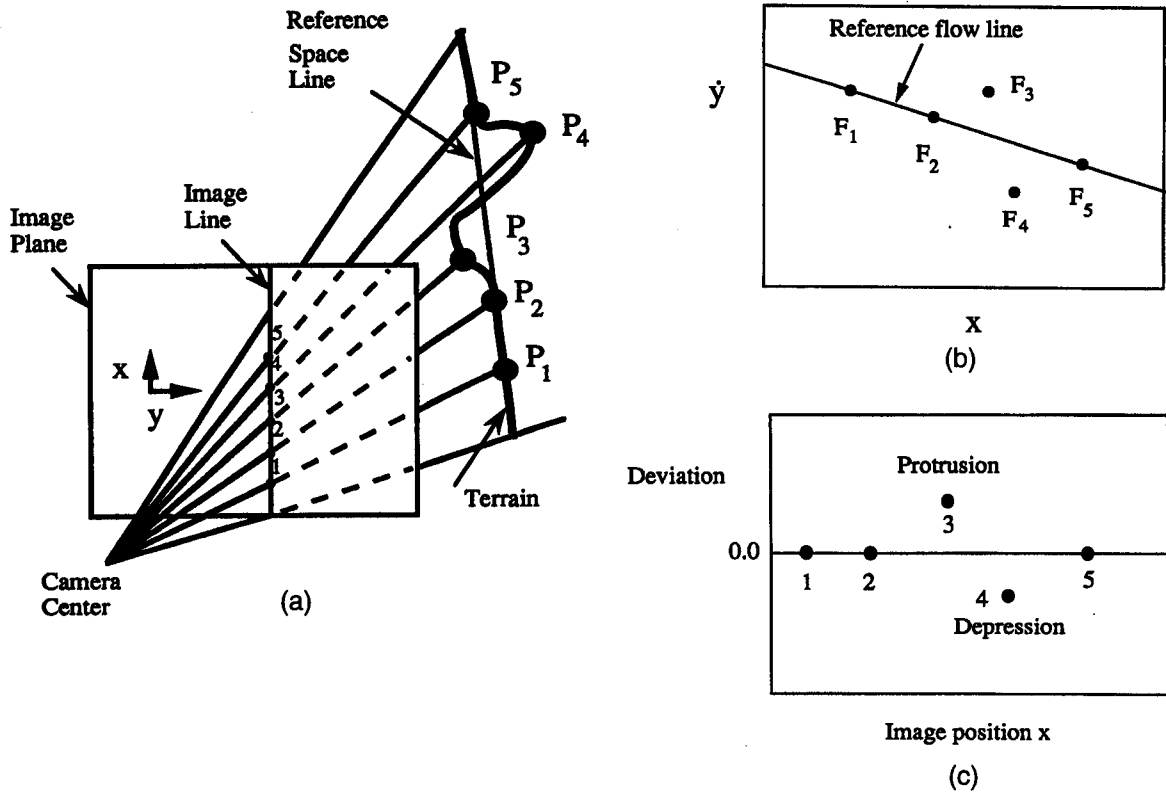 Reference
Space
Line
P5
P4
Image
Line
Image
Plane
P3
P2
P1
5
4
3
2
1
x
y
Terrain
Camera
Center
(a)
Reference flow line
ẏ
F1
F2
F3
F4
F5
x
(b)
Deviation
Protrusion
3
0.0
1
2
5
4
Depression
Image position x
(c)